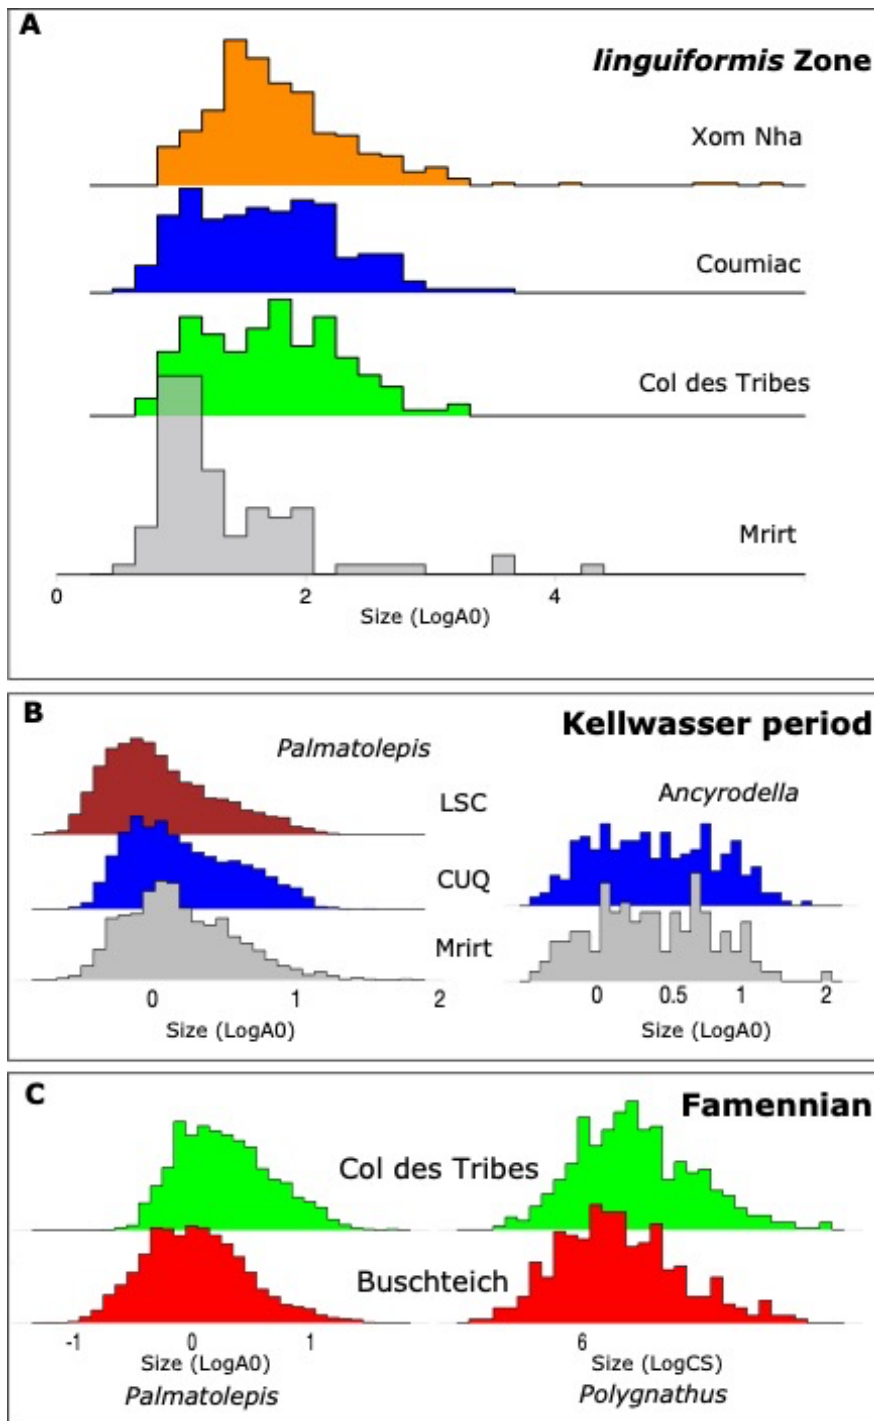 A
linguiformis Zone
Xom Nha
Coumiac
Col des Tribes
Mrirt
0 2 4
Size (LogA0)
B
Kellwasser period
Palmatolepis
Ancyrodella
LSC
CUQ
Mrirt
0 1 2
0 0.5 1 2
Size (LogA0)
Size (LogA0)
C
Famennian
Col des Tribes
Buschteich
-1 0 1
6
Size (LogA0)
Size (LogCS)
Palmatolepis
Polygnathus